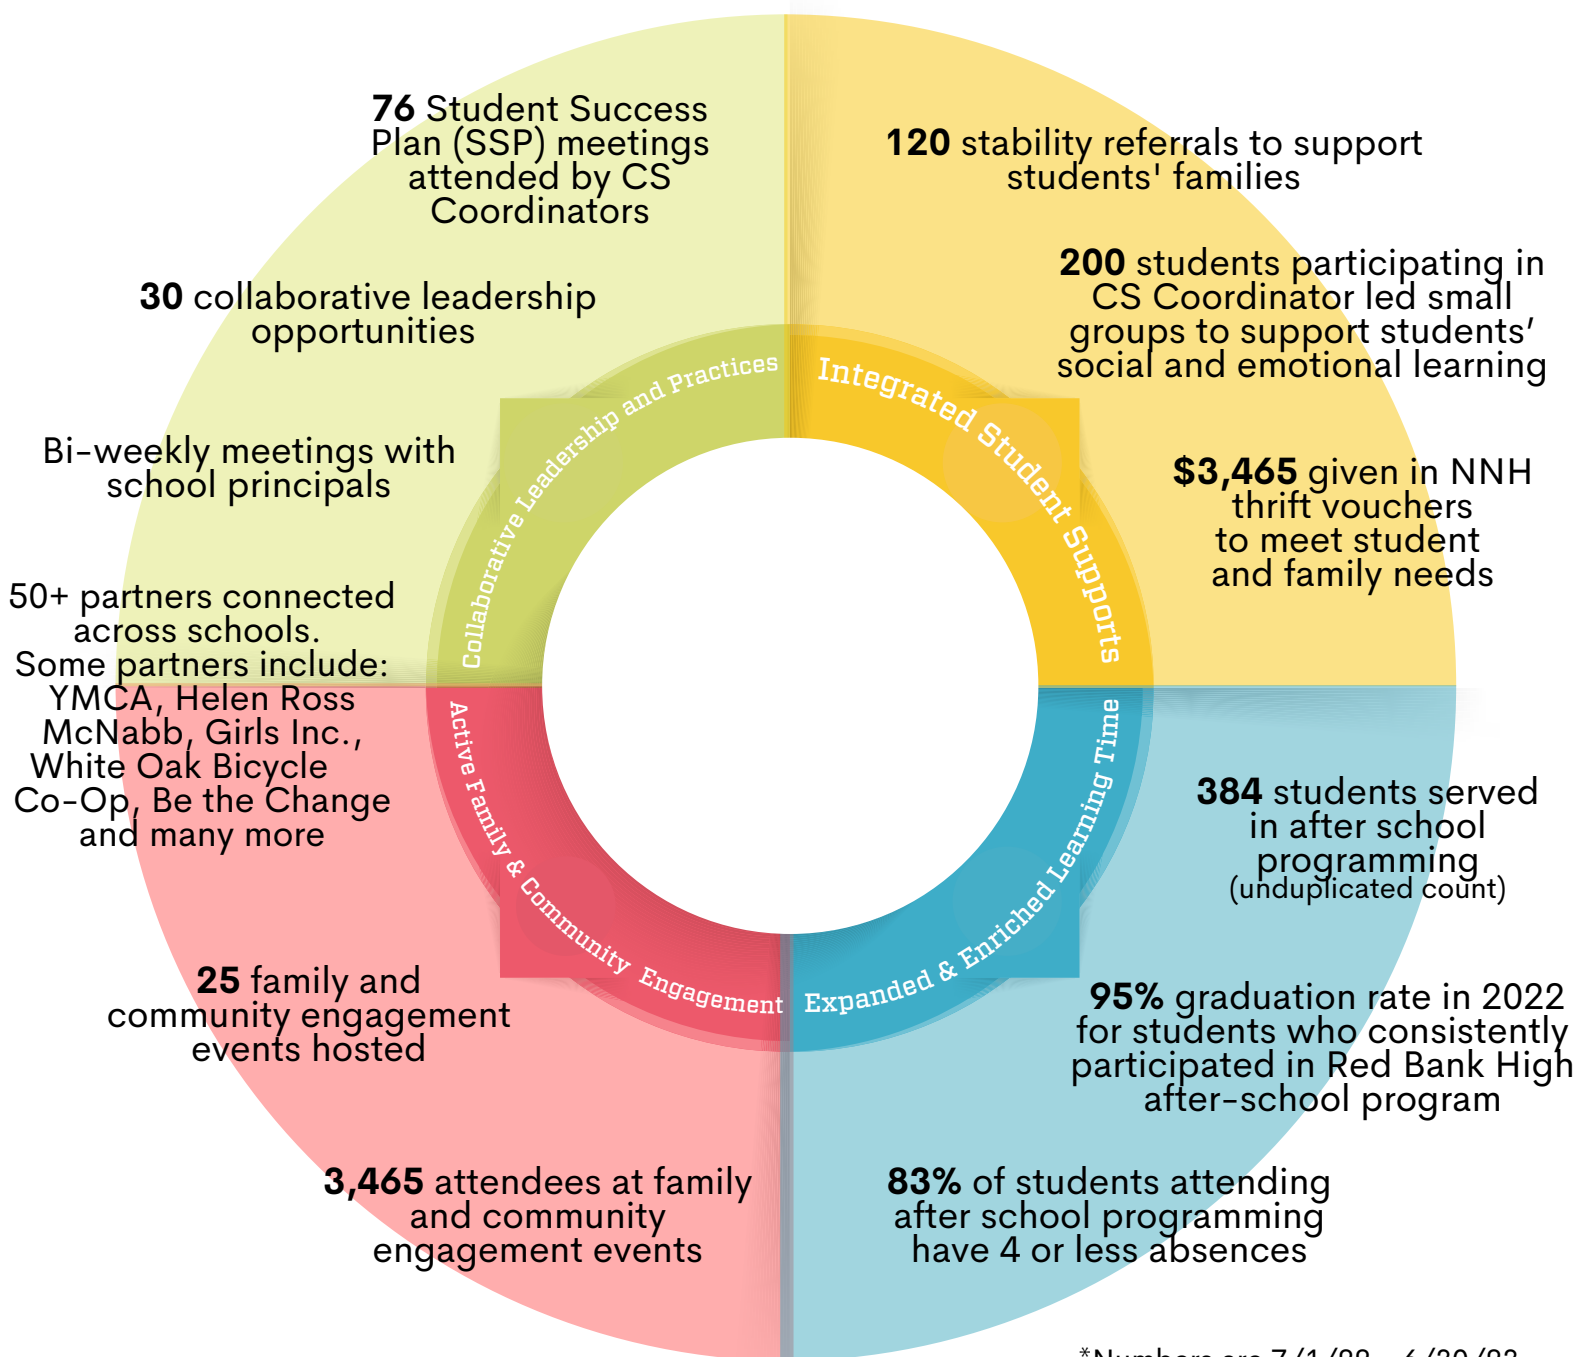 76 Student Success
Plan (SSP) meetings
attended by CS
Coordinators
30 collaborative leadership
opportunities
Bi-weekly meetings with
school principals
50+ partners connected
across schools.
Some partners include:
YMCA, Helen Ross
McNabb, Girls Inc.,
White Oak Bicycle
Co-Op, Be the Change
and many more
120 stability referrals to support
students' families
200 students participating in
CS Coordinator led small
groups to support students’
social and emotional learning
$3,465 given in NNH
thrift vouchers
to meet student
and family needs
Collaborative Leadership and Practices
Integrated Student Supports
Active Family & Community Engagement
Expanded & Enriched Learning Time
25 family and
community engagement
events hosted
3,465 attendees at family
and community
engagement events
384 students served
in after school
programming
(unduplicated count)
95% graduation rate in 2022
for students who consistently
participated in Red Bank High
after-school program
83% of students attending
after school programming
have 4 or less absences
*Numbers are